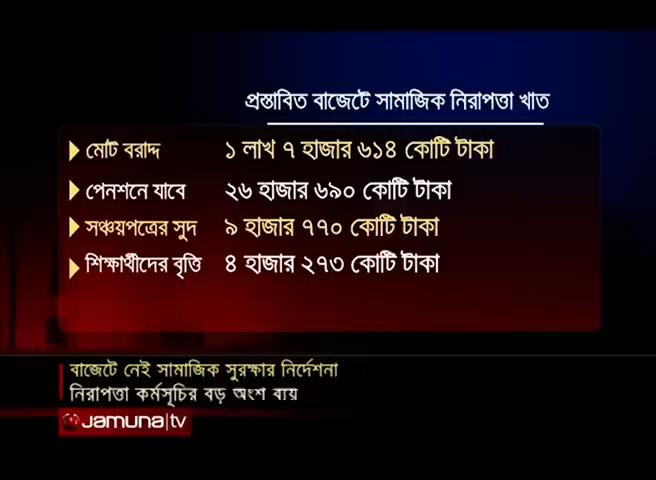 প্রস্তাবিত বাজেটে সামাজিক নিরাপত্তা খাত
মোট বরাদ্দ ১ লাখ ৭ হাজার ৬১৪ কোটি টাকা
পেনশনে যাবে ২৬ হাজার ৬৯০ কোটি টাকা
সঞ্চয়পত্রের সুদ ৯ হাজার ৭৭০ কোটি টাকা
শিক্ষার্থীদের বৃত্তি ৪ হাজার ২৭৩ কোটি টাকা
বাজেটে নেই সামাজিক সুরক্ষার নির্দেশনা
নিরাপত্তা কর্মসূচির বড় অংশ ব্যয়
Jamuna|tv